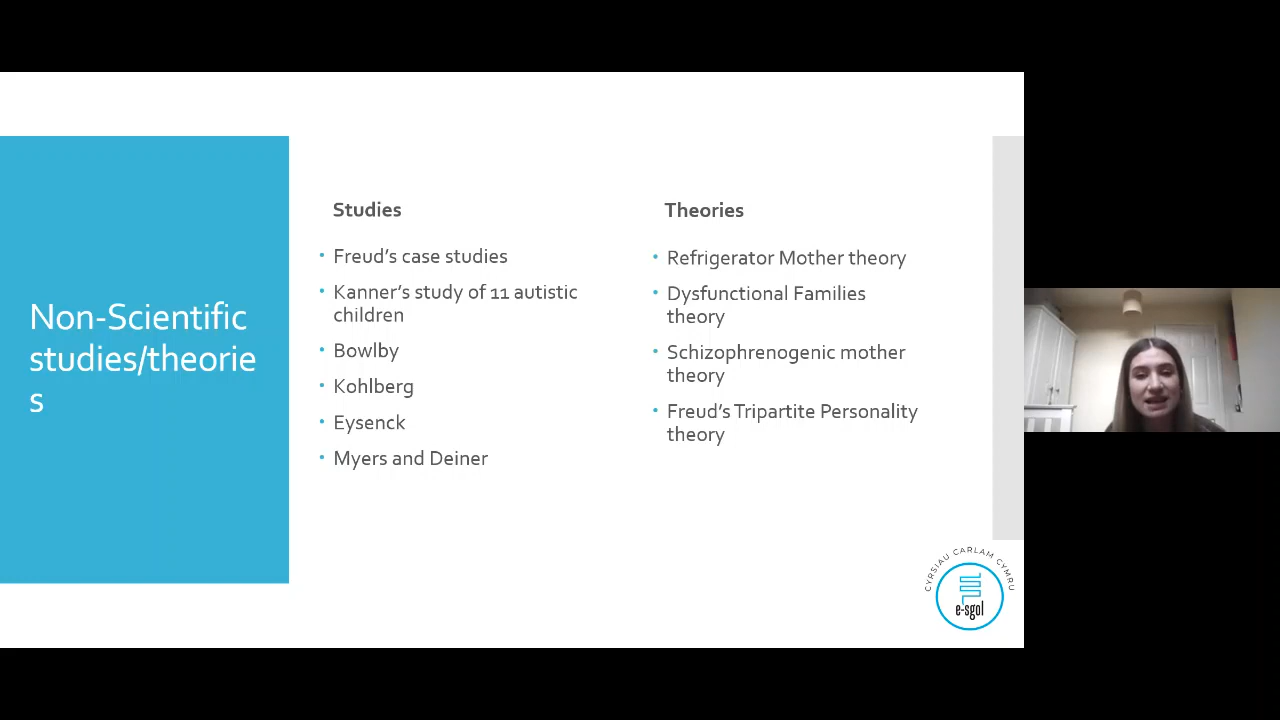 Non-Scientific
studies/theorie
s
Studies
• Freud's case studies
• Kanner's study of 11 autistic
children
• Bowlby
• Kohlberg
• Eysenck
• Myers and Deiner
Theories
• Refrigerator Mother theory
• Dysfunctional Families
theory
• Schizophrenogenic mother
theory
• Freud's Tripartite Personality
theory
CYRSIAU CARLAM CYMRU
e-sgol